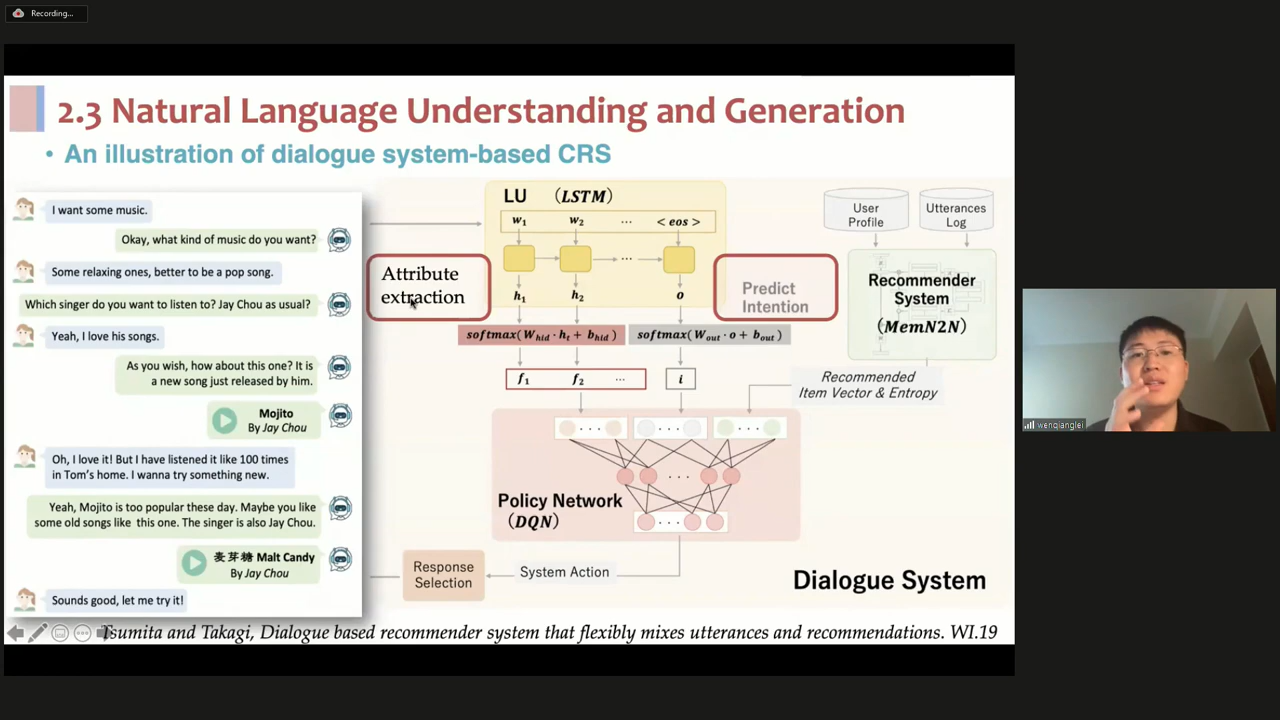 Recording...
2.3 Natural Language Understanding and Generation
• An illustration of dialogue system-based CRS
I want some music.
Okay, what kind of music do you want?
Some relaxing ones, better to be a pop song.
Which singer do you want to listen to? Jay Chou as usual?
Yeah, I love his songs.
As you wish, how about this one? It is
a new song just released by him.
Mojito
By Jay Chou
Oh, I love it! But I have listened it like 100 times
in Tom's home. I wanna try something new.
Yeah, Mojito is too popular these day. Maybe you like
some old songs like this one. The singer is also Jay Chou.
麦芽糖 Malt Candy
By Jay Chou
Sounds good, let me try it!
LU (LSTM)
w₁ w₂ ... < eos >
...
h₁ h₂ o
Attribute
extraction
Predict
Intention
softmax(W_hid · h_t + b_hid)
softmax(W_out · o + b_out)
f₁ f₂ ...
i
User
Profile
Utterances
Log
Recommender
System
(MemN2N)
Recommended
Item Vector & Entropy
Policy Network
(DQN)
System Action
Response
Selection
Dialogue System
Tsumita and Takagi, Dialogue based recommender system that flexibly mixes utterances and recommendations. WI.19
wenqianglei